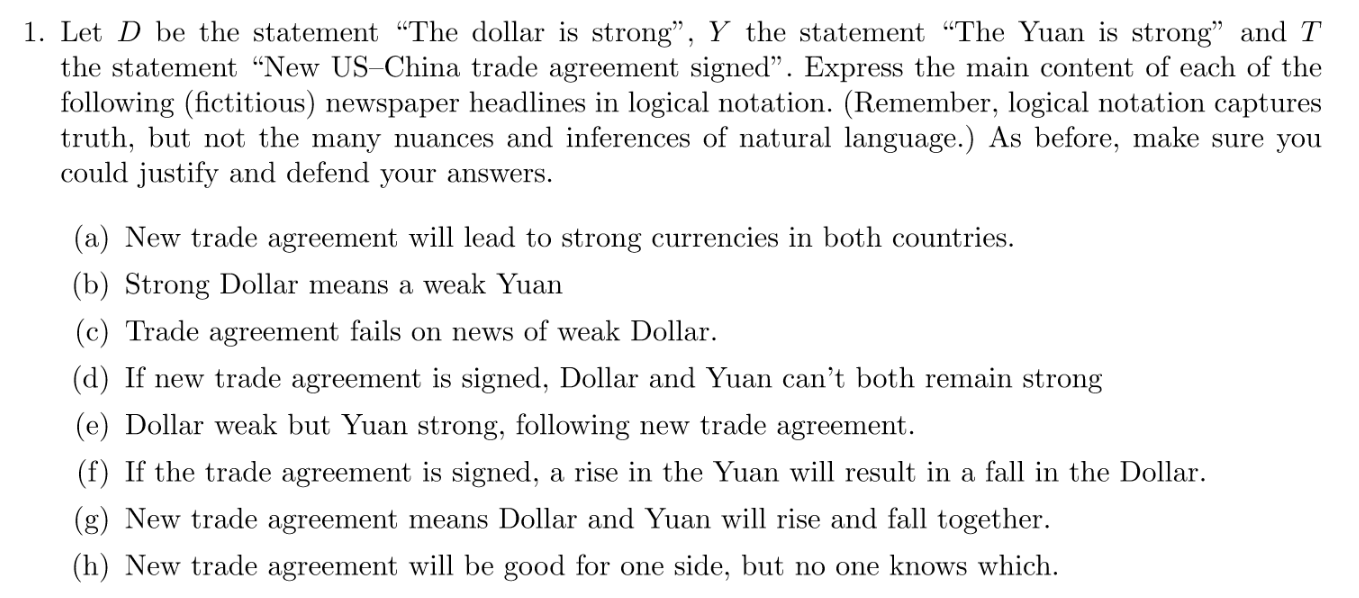 1. Let D be the statement “The dollar is strong”, Y the statement “The Yuan is strong” and T
the statement “New US–China trade agreement signed”. Express the main content of each of the
following (fictitious) newspaper headlines in logical notation. (Remember, logical notation captures
truth, but not the many nuances and inferences of natural language.) As before, make sure you
could justify and defend your answers.
(a) New trade agreement will lead to strong currencies in both countries.
(b) Strong Dollar means a weak Yuan
(c) Trade agreement fails on news of weak Dollar.
(d) If new trade agreement is signed, Dollar and Yuan can’t both remain strong
(e) Dollar weak but Yuan strong, following new trade agreement.
(f) If the trade agreement is signed, a rise in the Yuan will result in a fall in the Dollar.
(g) New trade agreement means Dollar and Yuan will rise and fall together.
(h) New trade agreement will be good for one side, but no one knows which.